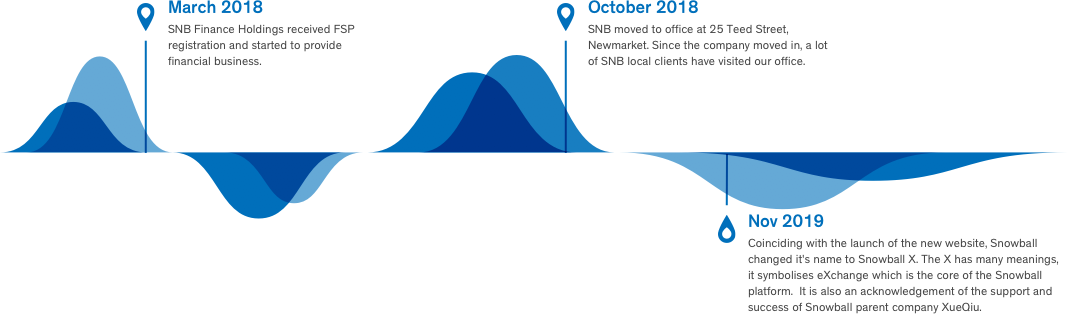 March 2018
SNB Finance Holdings received FSP
registration and started to provide
financial business.
October 2018
SNB moved to office at 25 Teed Street,
Newmarket. Since the company moved in, a lot
of SNB local clients have visited our office.
Nov 2019
Coinciding with the launch of the new website, Snowball
changed it's name to Snowball X. The X has many meanings,
it symbolises eXchange which is the core of the Snowball
platform.  It is also an acknowledgement of the support and
success of Snowball parent company XueQiu.